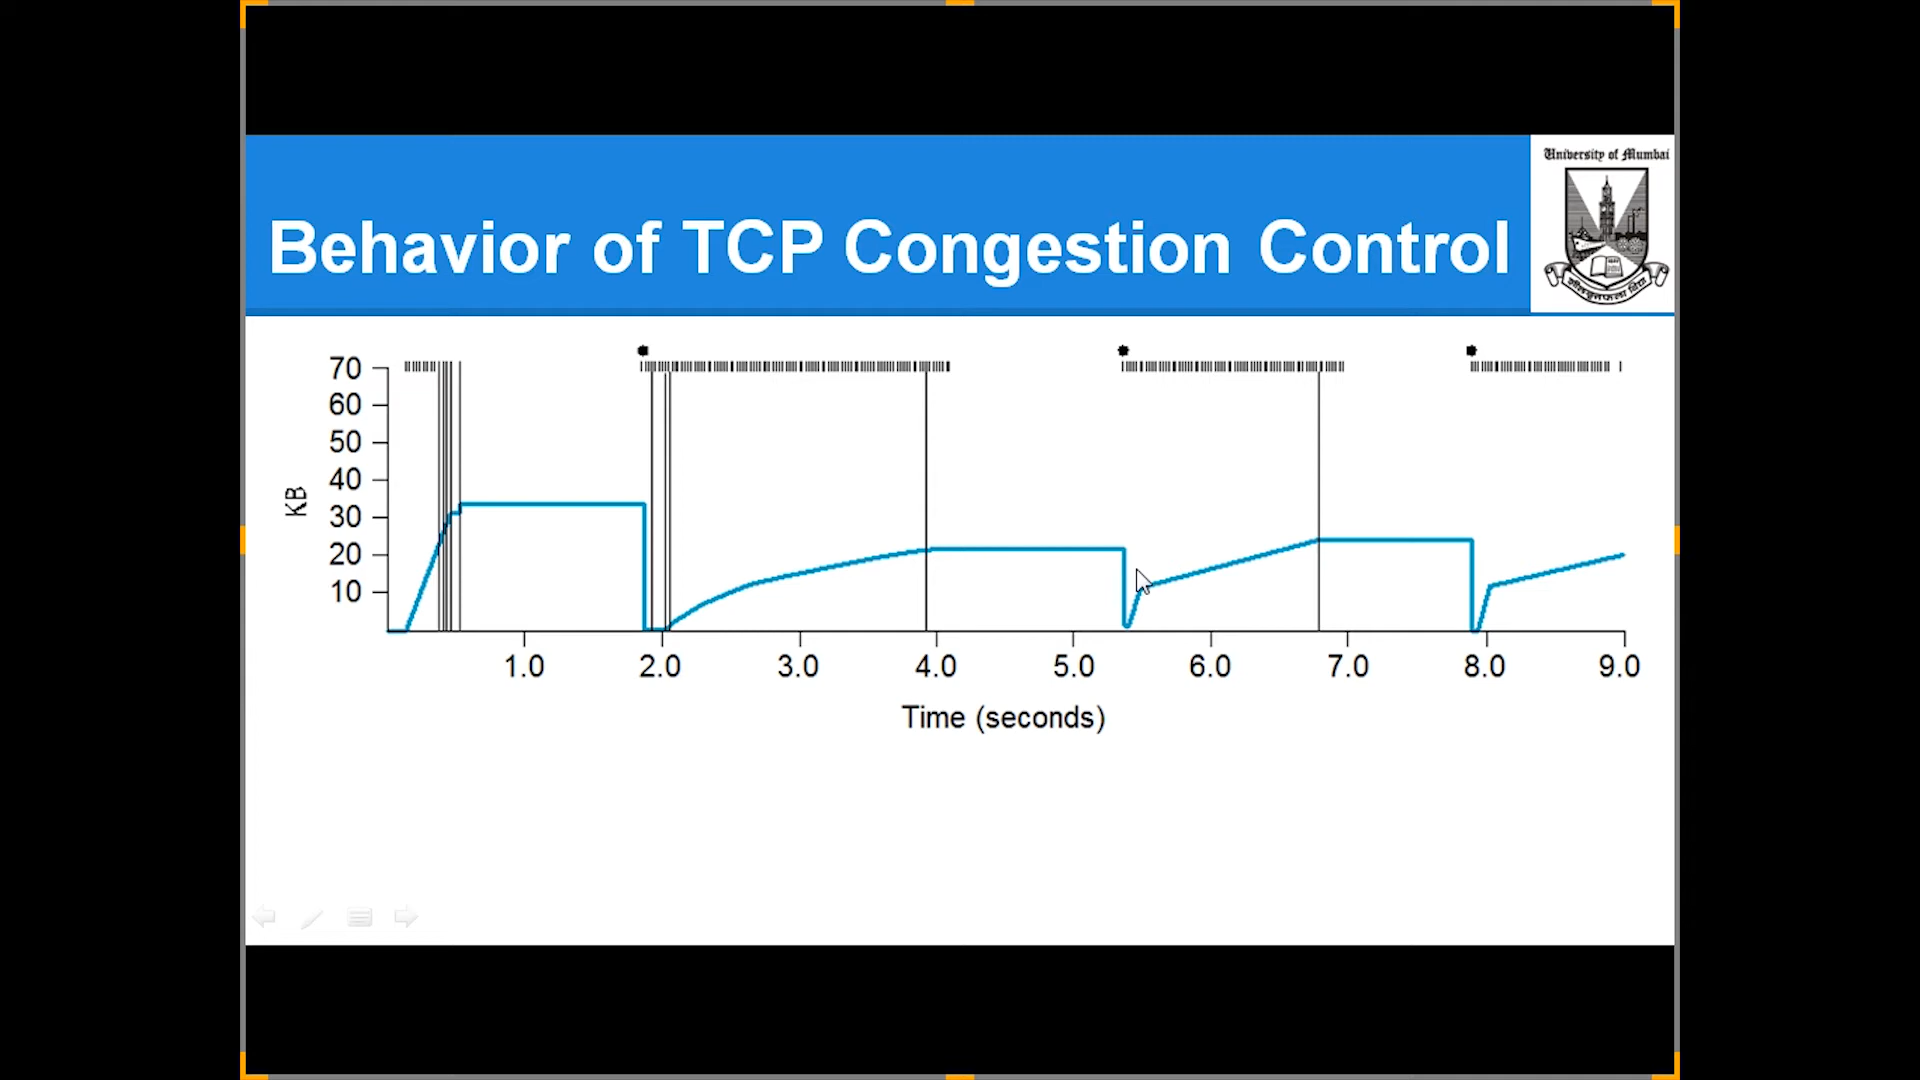 University of Mumbai
Behavior of TCP Congestion Control
70
60
50
40
30
20
10
KB
1.0 2.0 3.0 4.0 5.0 6.0 7.0 8.0 9.0
Time (seconds)